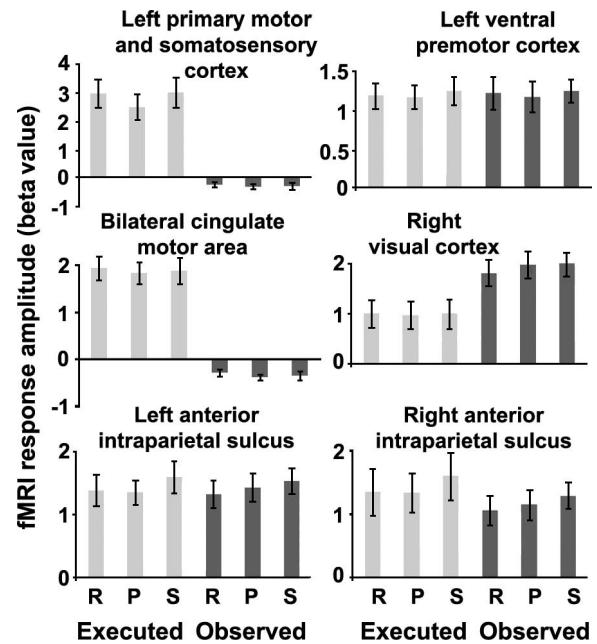 Left primary motor
and somatosensory
cortex
4
3
2
1
0
-1
Left ventral
premotor cortex
1.5
1
0.5
0
fMRI response amplitude (beta value)
Bilateral cingulate
motor area
2
1
0
-1
Right
visual cortex
2
1
0
Left anterior
intraparietal sulcus
2
1
0
R P S R P S
Executed Observed
Right anterior
intraparietal sulcus
2
1
0
R P S R P S
Executed Observed